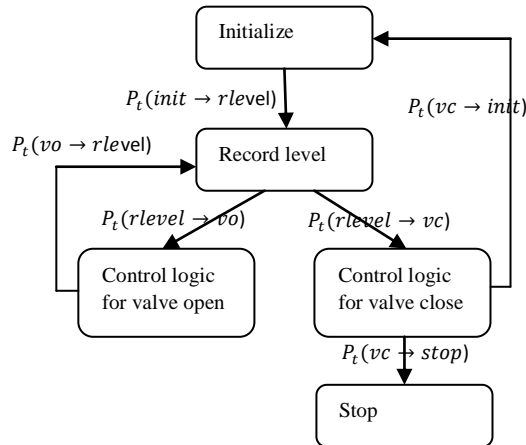 Initialize
P_t(init → rlevel)
P_t(vc → init)
P_t(vo → rlevel)
Record level
P_t(rlevel → vo)
P_t(rlevel → vc)
Control logic
for valve open
Control logic
for valve close
P_t(vc → stop)
Stop